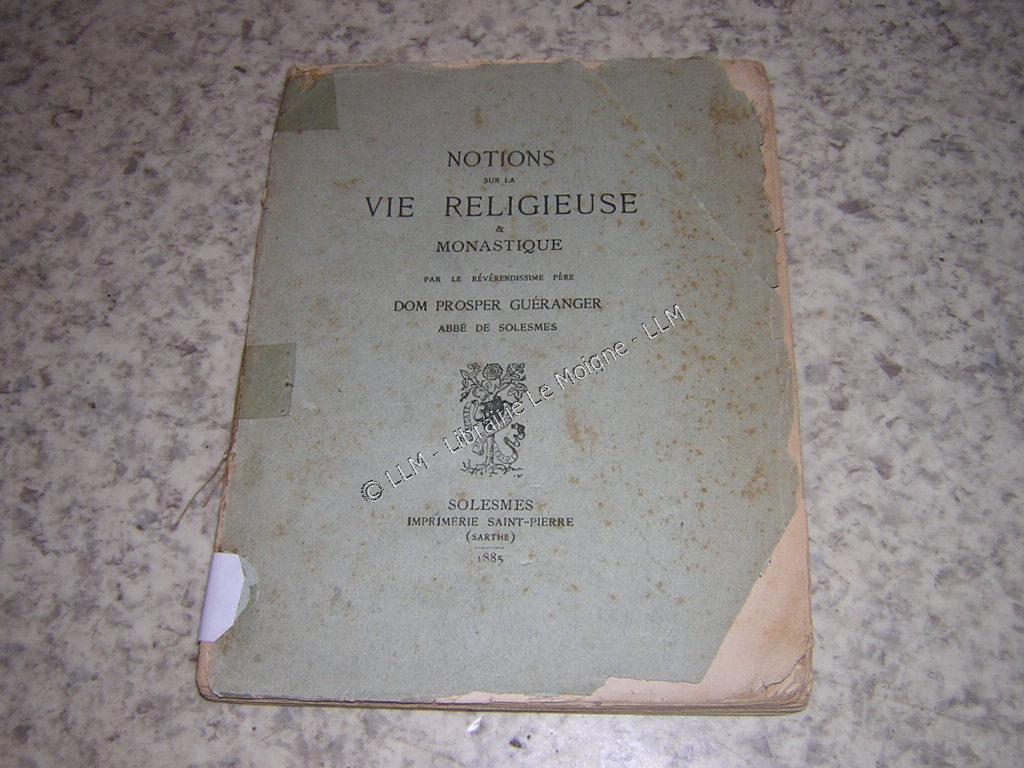 NOTIONS
SUR LA
VIE RELIGIEUSE
&
MONASTIQUE
PAR LE RÉVÉRENDISSIME PÈRE
DOM PROSPER GUÉRANGER
ABBÉ DE SOLESMES
© LLM - Librairie Le Moigne - LLM
SOLESMES
IMPRIMERIE SAINT-PIERRE
(SARTHE)
1885